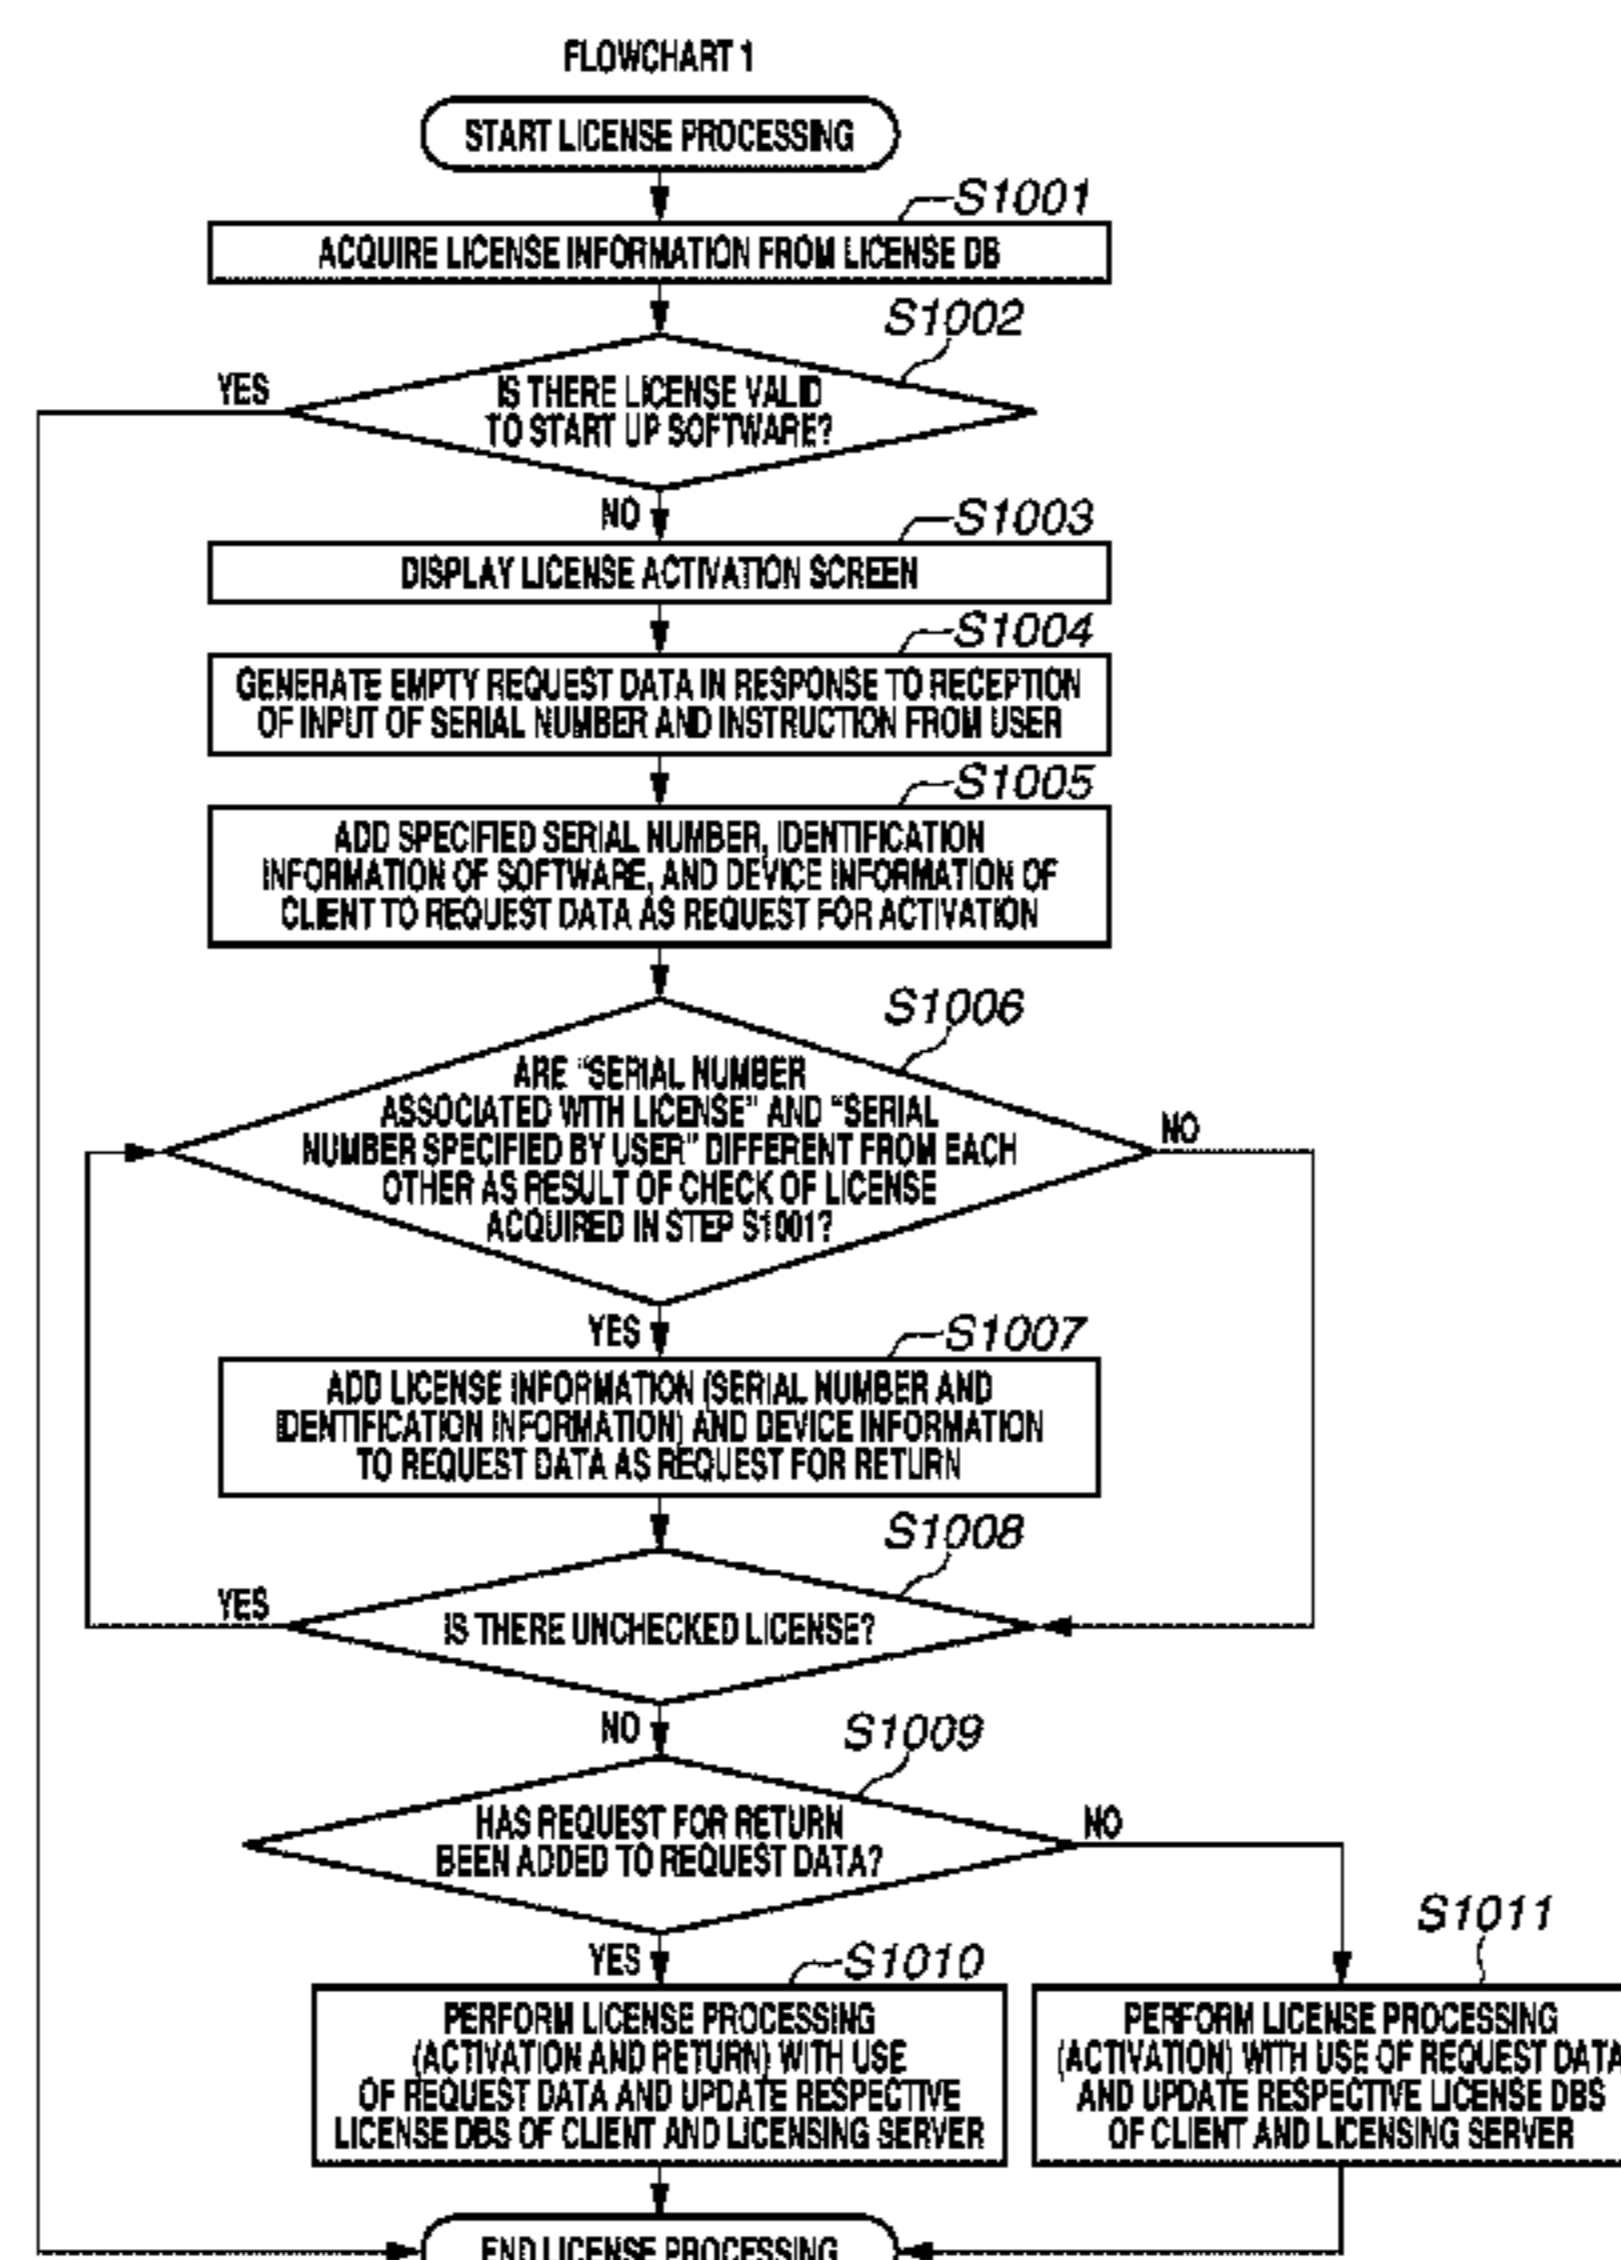 FLOWCHART 1
START LICENSE PROCESSING
S1001
ACQUIRE LICENSE INFORMATION FROM LICENSE DB
S1002
YES
IS THERE LICENSE VALID
TO START UP SOFTWARE?
NO
S1003
DISPLAY LICENSE ACTIVATION SCREEN
S1004
GENERATE EMPTY REQUEST DATA IN RESPONSE TO RECEPTION
OF INPUT OF SERIAL NUMBER AND INSTRUCTION FROM USER
S1005
ADD SPECIFIED SERIAL NUMBER, IDENTIFICATION
INFORMATION OF SOFTWARE, AND DEVICE INFORMATION OF
CLIENT TO REQUEST DATA AS REQUEST FOR ACTIVATION
S1006
ARE "SERIAL NUMBER
ASSOCIATED WITH LICENSE" AND "SERIAL
NUMBER SPECIFIED BY USER" DIFFERENT FROM EACH
OTHER AS RESULT OF CHECK OF LICENSE
ACQUIRED IN STEP S1001?
NO
YES
S1007
ADD LICENSE INFORMATION (SERIAL NUMBER AND
IDENTIFICATION INFORMATION) AND DEVICE INFORMATION
TO REQUEST DATA AS REQUEST FOR RETURN
S1008
YES
IS THERE UNCHECKED LICENSE?
NO
S1009
HAS REQUEST FOR RETURN
BEEN ADDED TO REQUEST DATA?
NO
YES
S1010
PERFORM LICENSE PROCESSING
(ACTIVATION AND RETURN) WITH USE
OF REQUEST DATA AND UPDATE RESPECTIVE
LICENSE DBS OF CLIENT AND LICENSING SERVER
S1011
PERFORM LICENSE PROCESSING
(ACTIVATION) WITH USE OF REQUEST DATA
AND UPDATE RESPECTIVE LICENSE DBS
OF CLIENT AND LICENSING SERVER
END LICENSE PROCESSING